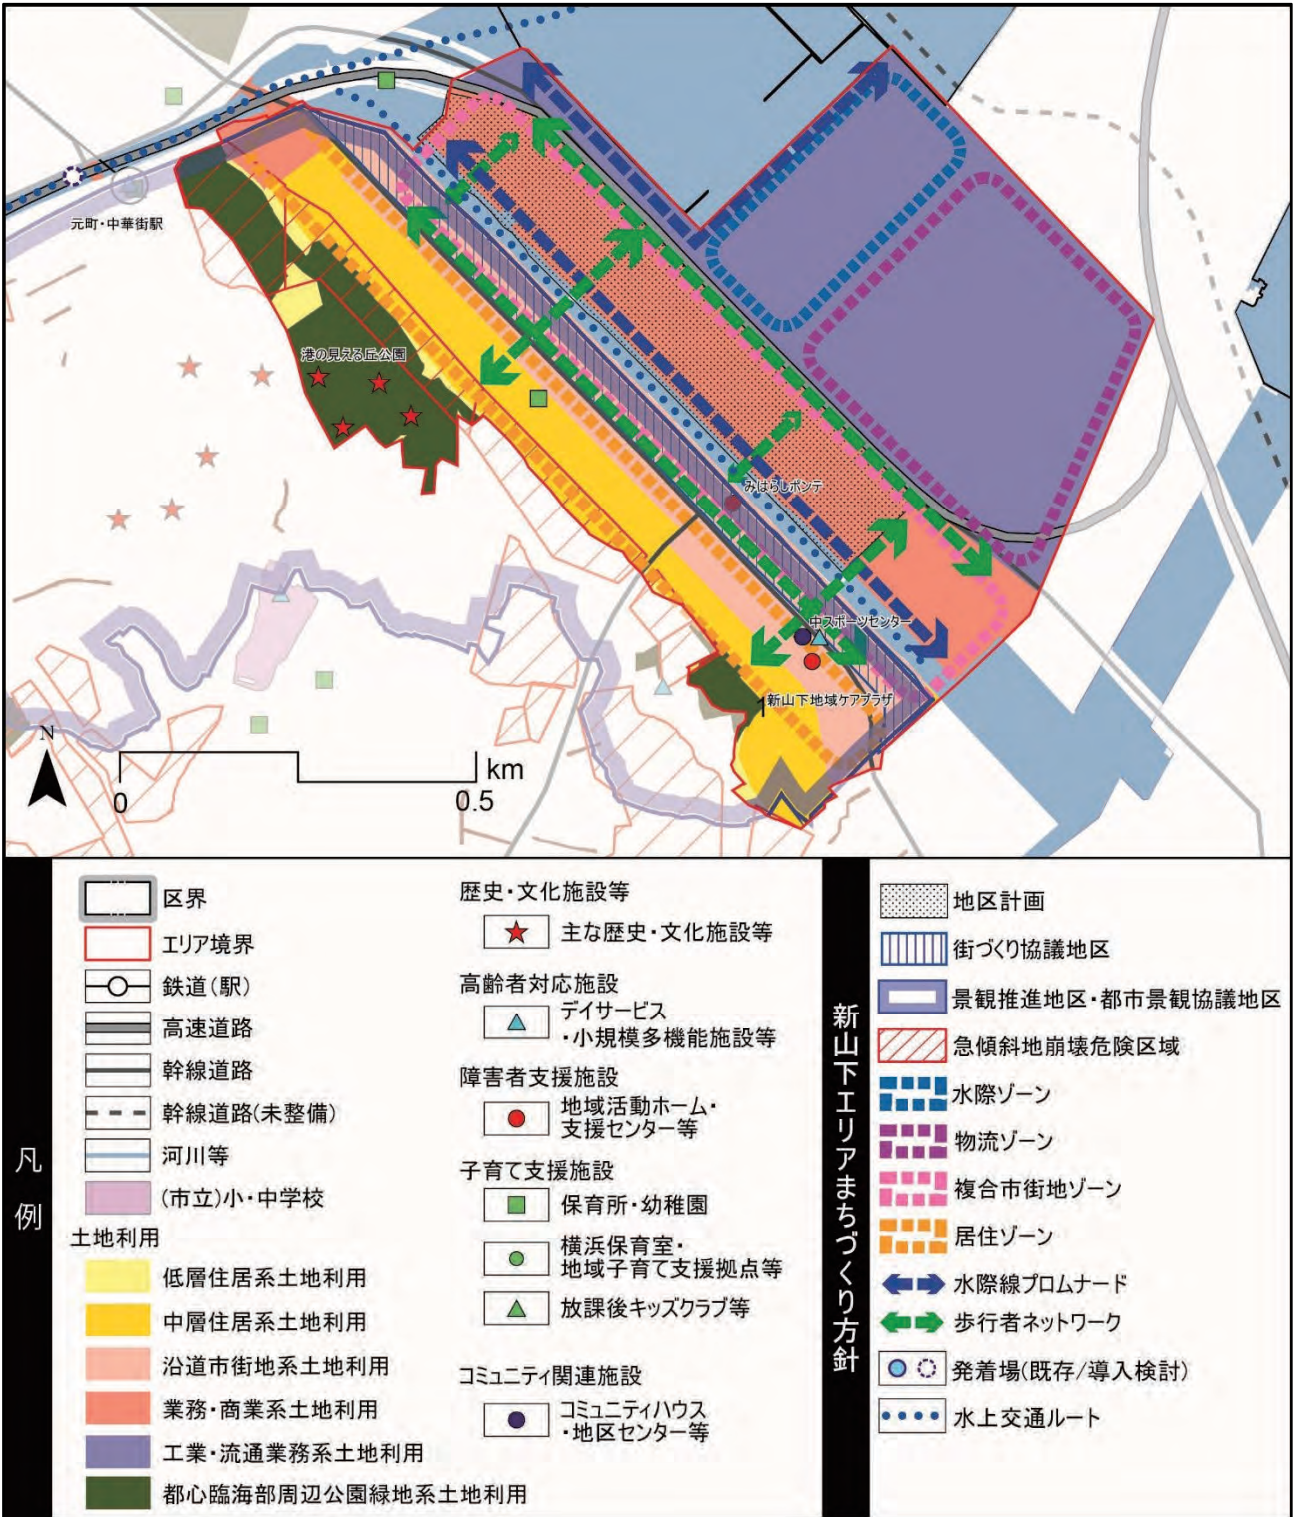 元町・中華街駅
港の見える丘公園
みはらしポンテ
中スポーツセンター
1新山下地域ケアプラザ
N
km
0
0.5
凡例
区界
エリア境界
鉄道(駅)
高速道路
幹線道路
幹線道路(未整備)
河川等
(市立)小・中学校
土地利用
低層住居系土地利用
中層住居系土地利用
沿道市街地系土地利用
業務・商業系土地利用
工業・流通業務系土地利用
都心臨海部周辺公園緑地系土地利用
歴史・文化施設等
主な歴史・文化施設等
高齢者対応施設
デイサービス
・小規模多機能施設等
障害者支援施設
地域活動ホーム・
支援センター等
子育て支援施設
保育所・幼稚園
横浜保育室・
地域子育て支援拠点等
放課後キッズクラブ等
コミュニティ関連施設
コミュニティハウス
・地区センター等
新山下エリアまちづくり方針
地区計画
街づくり協議地区
景観推進地区・都市景観協議地区
急傾斜地崩壊危険区域
水際ゾーン
物流ゾーン
複合市街地ゾーン
居住ゾーン
水際線プロムナード
歩行者ネットワーク
発着場(既存/導入検討)
水上交通ルート